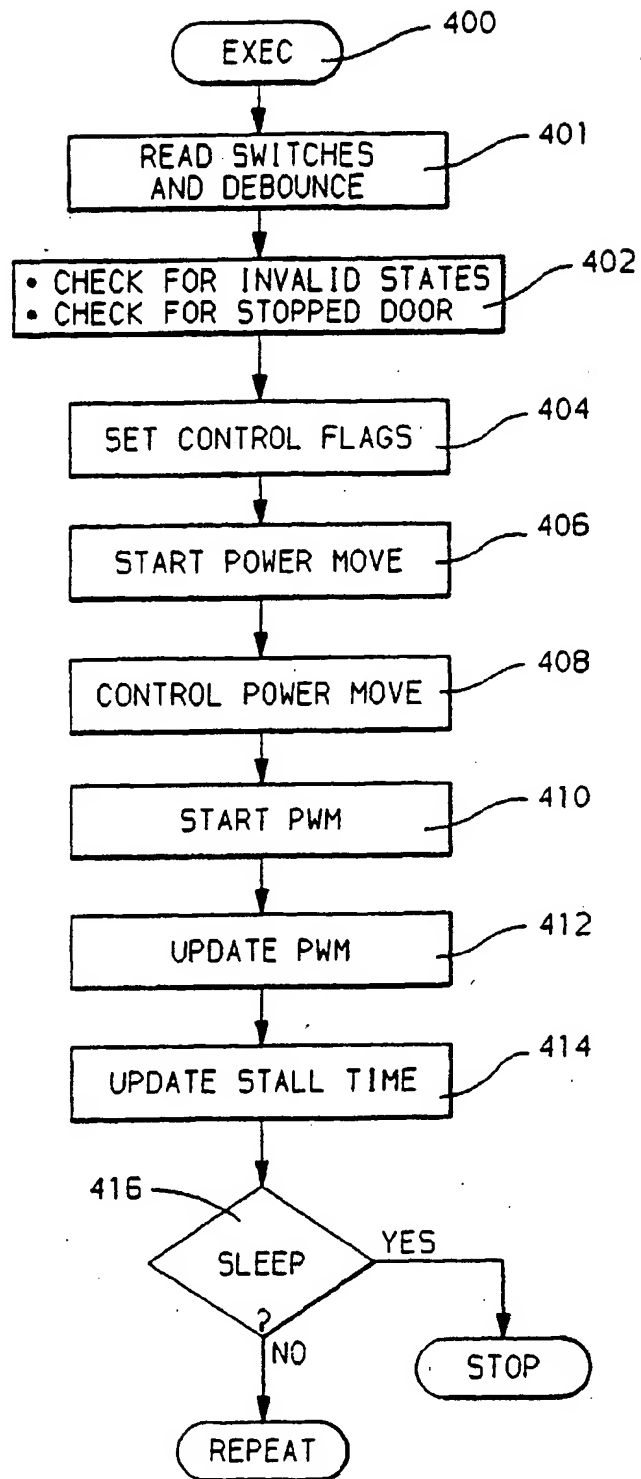 EXEC
400
READ SWITCHES
AND DEBOUNCE
401
• CHECK FOR INVALID STATES
• CHECK FOR STOPPED DOOR
402
SET CONTROL FLAGS
404
START POWER MOVE
406
CONTROL POWER MOVE
408
START PWM
410
UPDATE PWM
412
UPDATE STALL TIME
414
416
SLEEP
?
YES
NO
STOP
REPEAT